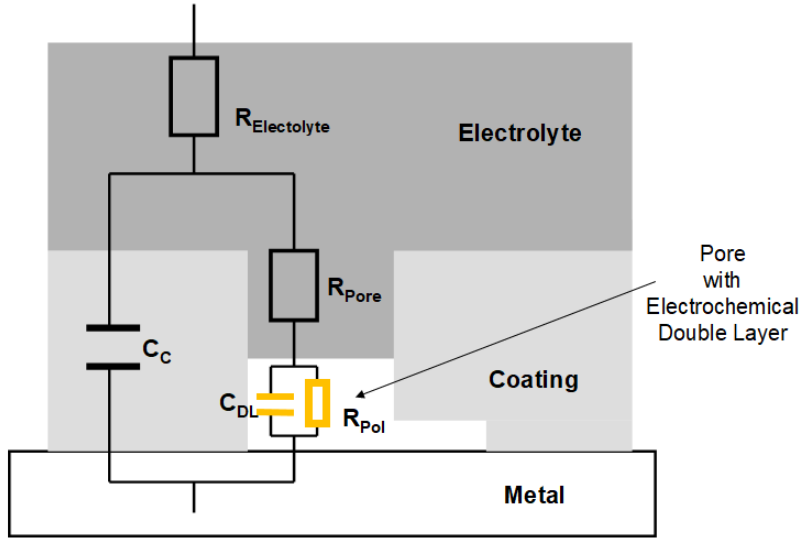 R_Electolyte
Electrolyte
Pore
with
Electrochemical
Double Layer
R_Pore
C_C
Coating
C_DL
R_Pol
Metal